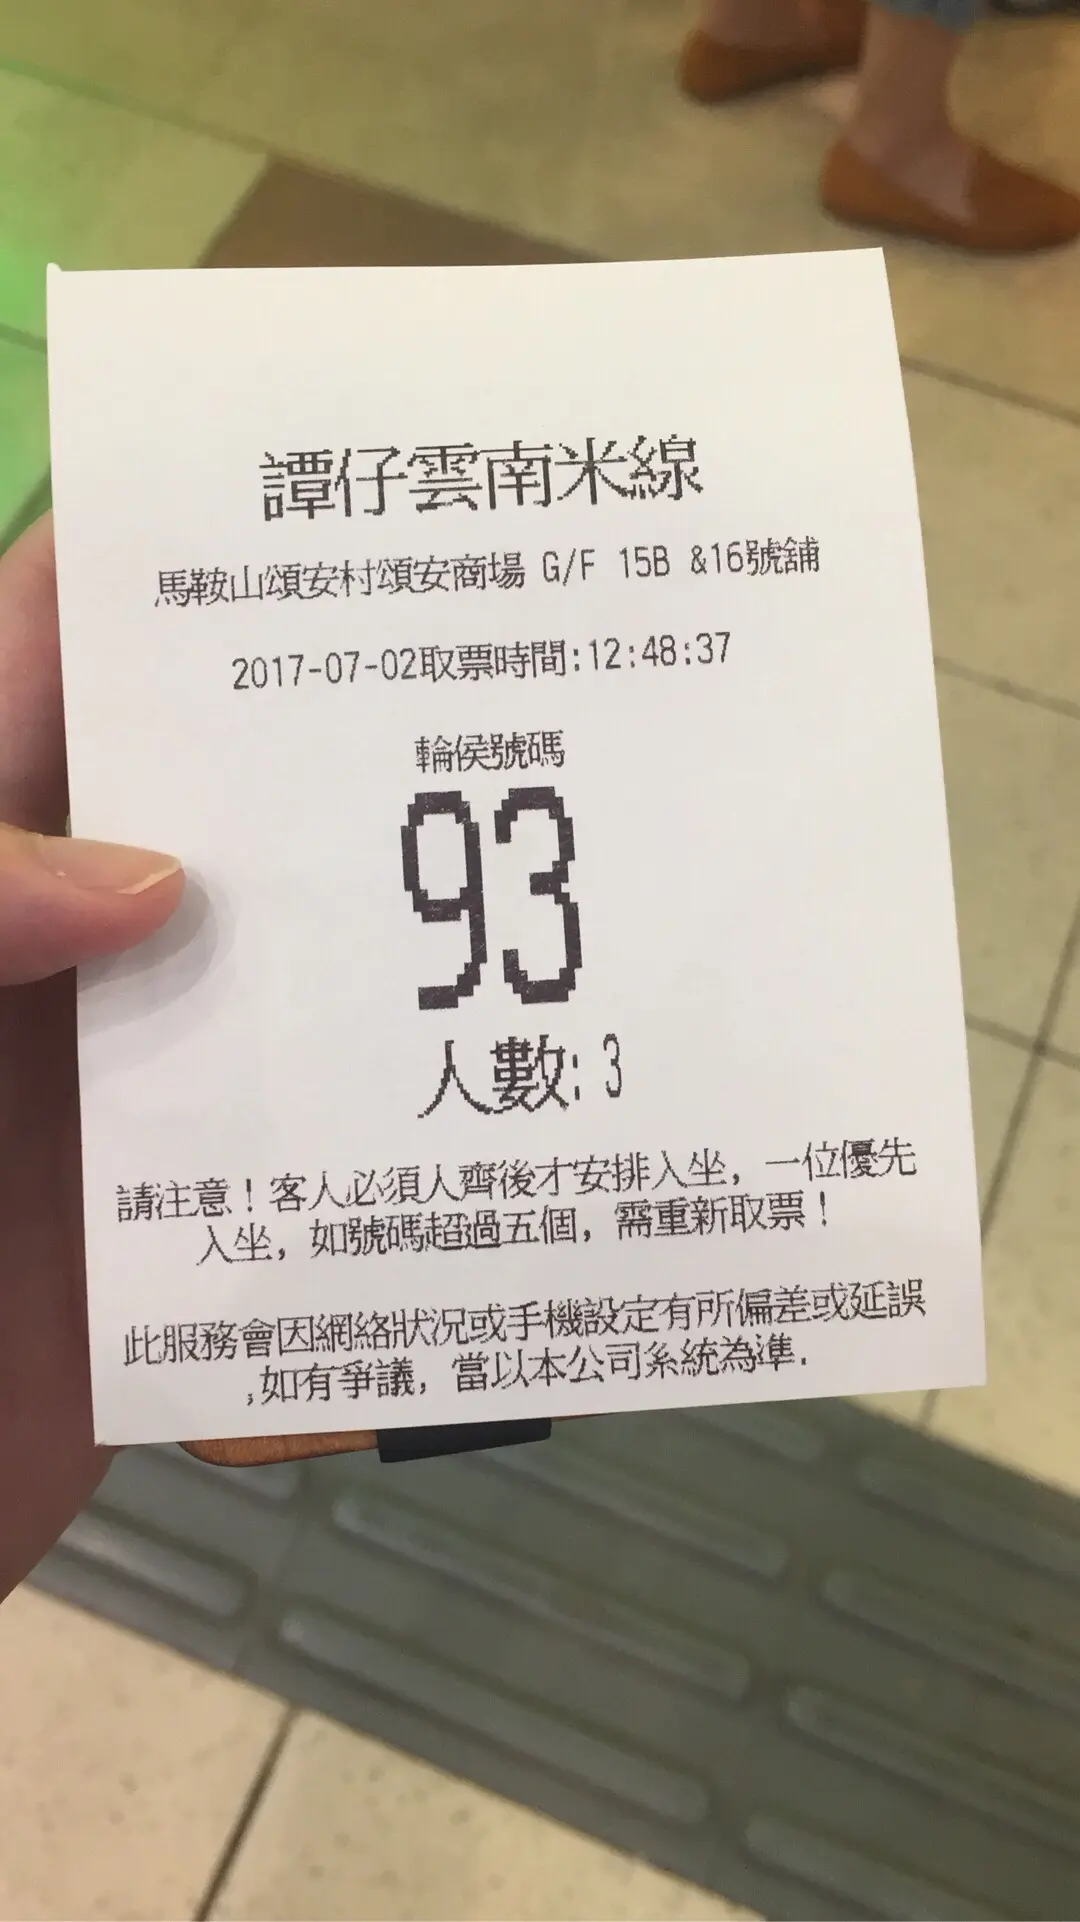 譚仔雲南米線
馬鞍山頌安村頌安商場 G/F 15B &16號舖
2017-07-02取票時間:12:48:37
輪侯號碼
93
人數: 3
請注意！客人必須人齊後才安排入坐，一位優先
入坐，如號碼超過五個，需重新取票！
此服務會因網絡狀況或手機設定有所偏差或延誤
,如有爭議，當以本公司系統為準.